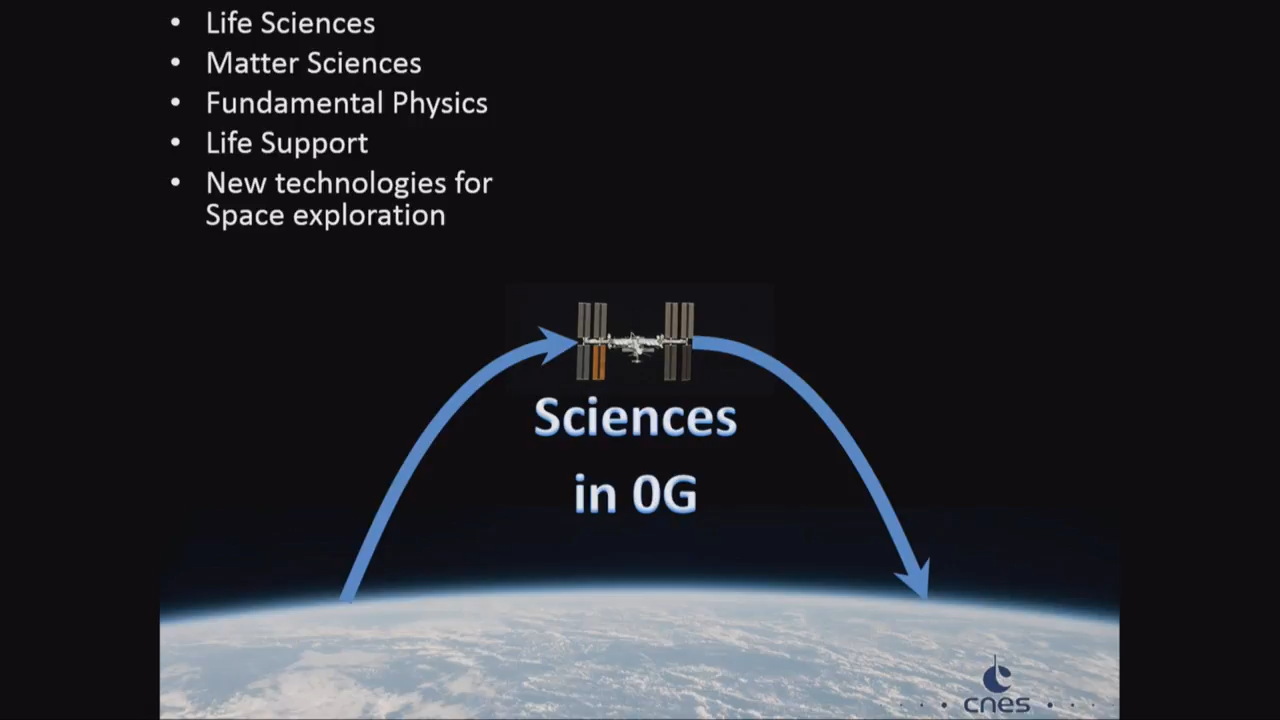 • Life Sciences
• Matter Sciences
• Fundamental Physics
• Life Support
• New technologies for
Space exploration
Sciences
in 0G
cnes